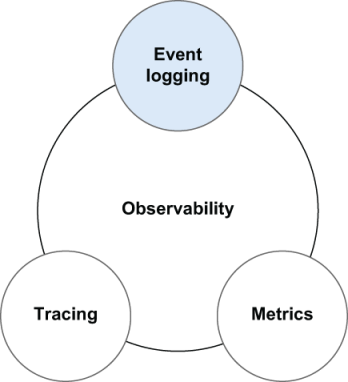 Event
logging
Observability
Tracing
Metrics